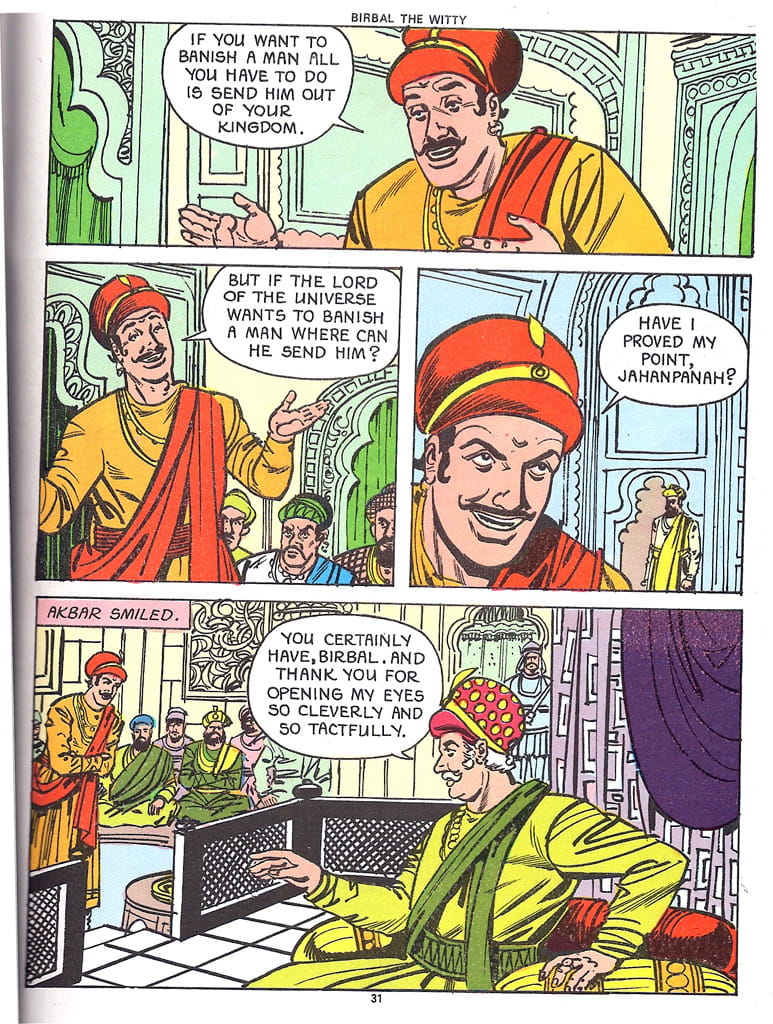 BIRBAL THE WITTY
IF YOU WANT TO
BANISH A MAN ALL
YOU HAVE TO DO
IS SEND HIM OUT
OF YOUR
KINGDOM.
BUT IF THE LORD
OF THE UNIVERSE
WANTS TO BANISH
A MAN WHERE CAN
HE SEND HIM?
HAVE I
PROVED MY
POINT,
JAHANPANAH?
AKBAR SMILED.
YOU CERTAINLY
HAVE, BIRBAL. AND
THANK YOU FOR
OPENING MY EYES
SO CLEVERLY AND
SO TACTFULLY.
31